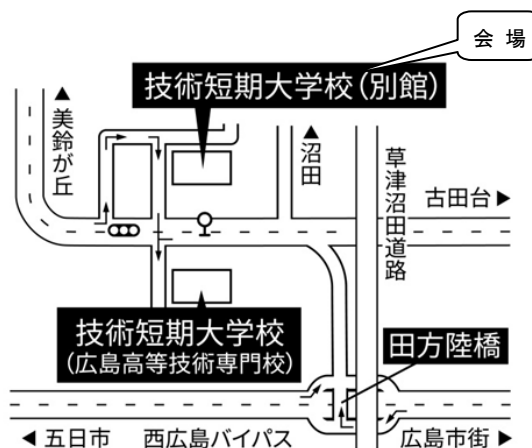 会 場
技術短期大学校(別館)
▲美鈴が丘
▲沼田
草津沼田道路
古田台▶
技術短期大学校
(広島高等技術専門校)
田方陸橋
◀五日市
西広島バイパス
広島市街▶